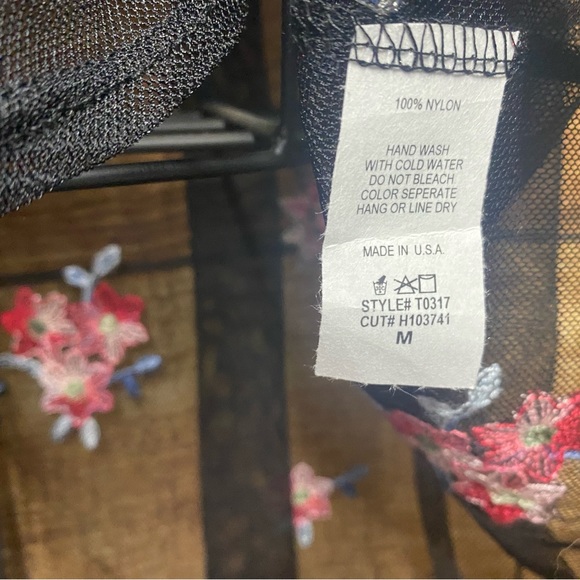 100% NYLON
HAND WASH
WITH COLD WATER
DO NOT BLEACH
COLOR SEPERATE
HANG OR LINE DRY
MADE IN U.S.A.
STYLE# T0317
CUT# H103741
M